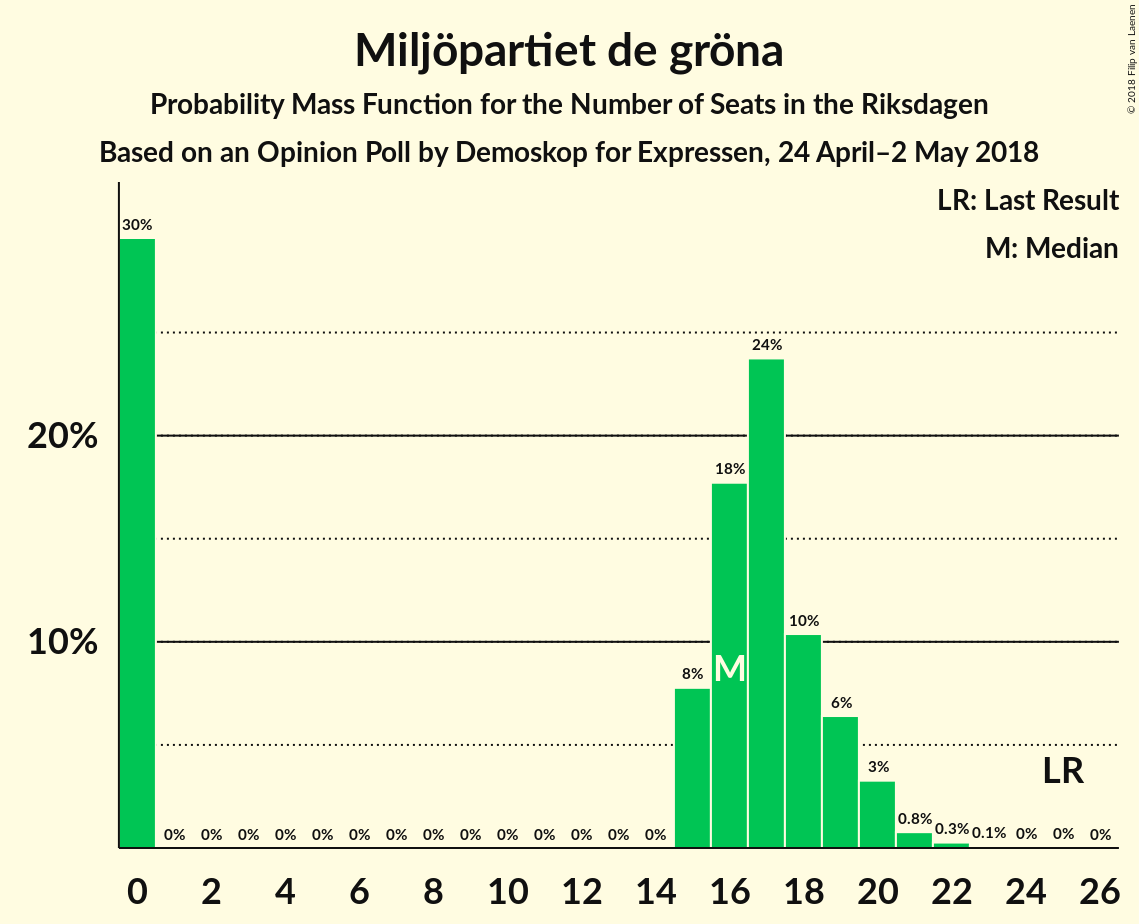 Miljöpartiet de gröna
Probability Mass Function for the Number of Seats in the Riksdagen
Based on an Opinion Poll by Demoskop for Expressen, 24 April–2 May 2018
© 2018 Filip van Laenen
LR: Last Result
M: Median
20%
10%
30% 0% 0% 0% 0% 0% 0% 0% 0% 0% 0% 0% 0% 0% 0% 8% 18% 24% 10% 6% 3% 0.8% 0.3% 0.1% 0% 0% 0%
M
LR
0 2 4 6 8 10 12 14 16 18 20 22 24 26